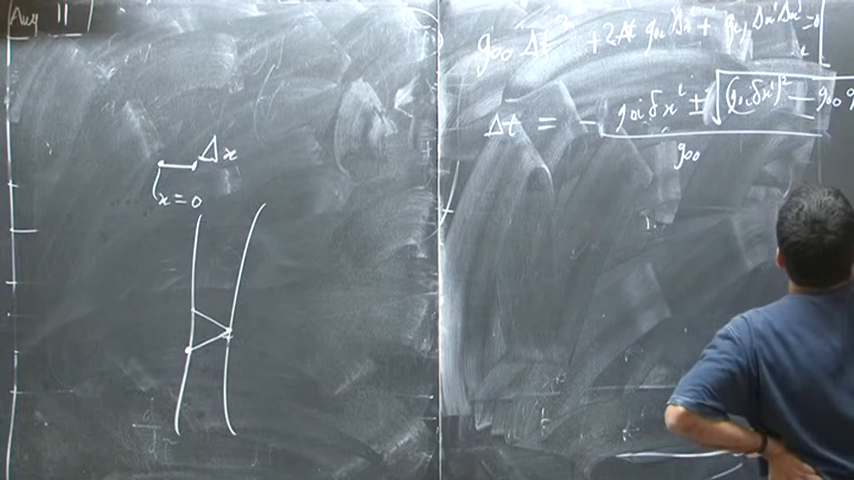 Aug 11
Δx
x = 0
g₀₀ Δt² + 2Δt g₀ᵢ Δxⁱ + gᵢⱼ Δxⁱ Δxʲ = 0
Δt = - g₀ᵢ δxⁱ ± √(g₀ᵢ δxⁱ)² - g₀₀
g₀₀